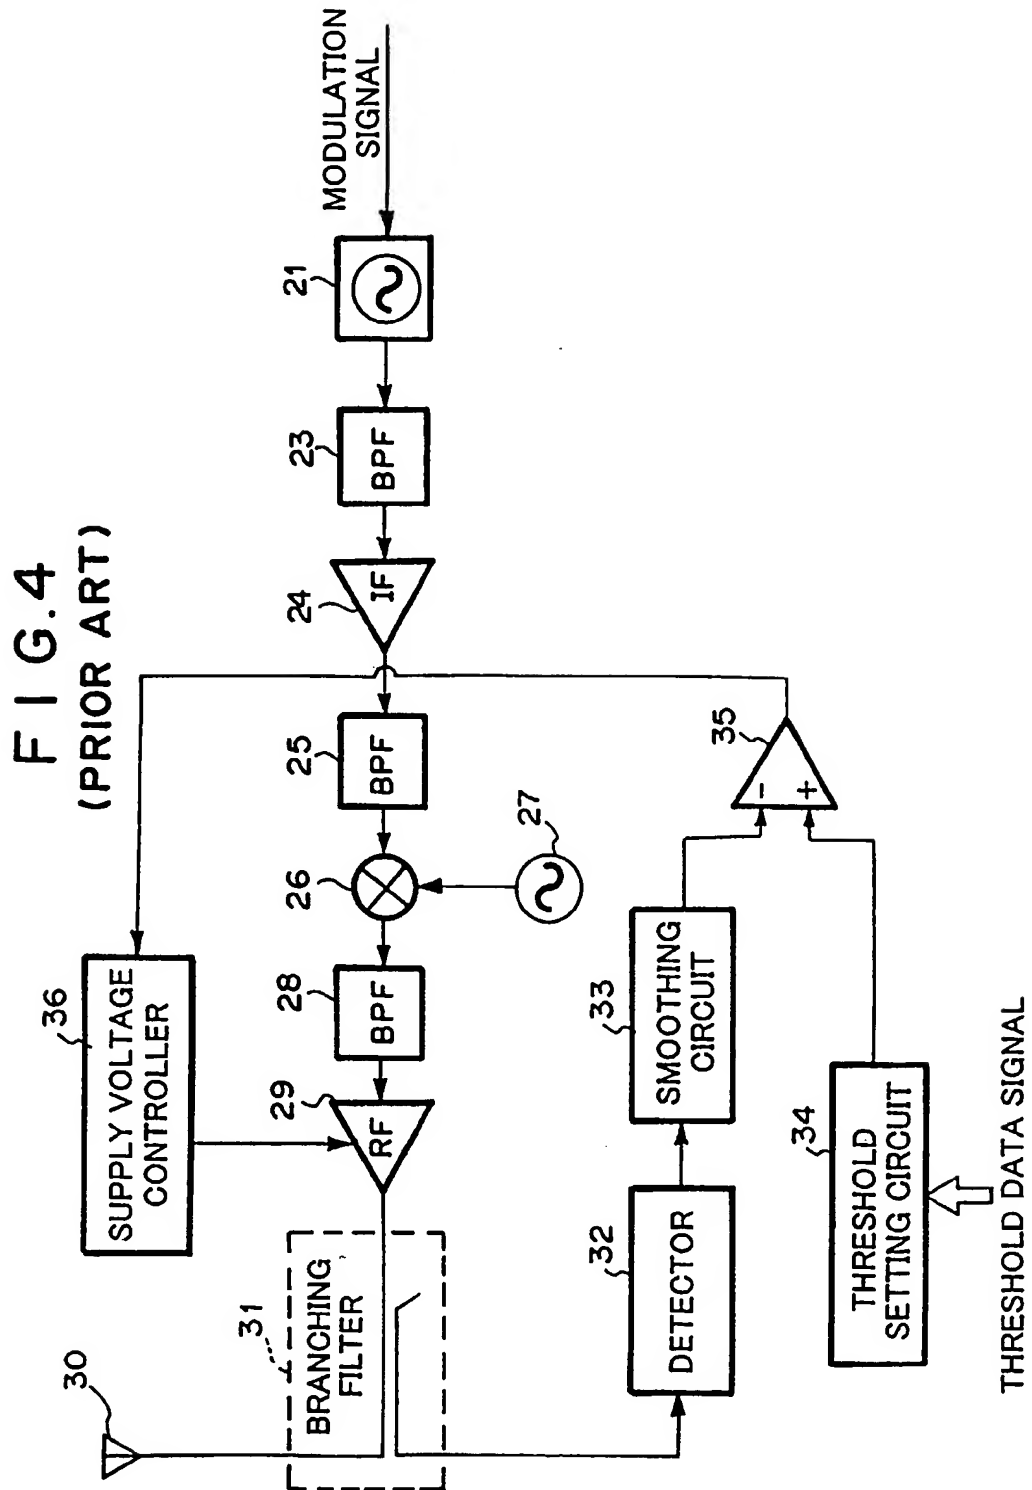 FIG.4
(PRIOR ART)
36
SUPPLY VOLTAGE
CONTROLLER
30
31
BRANCHING
FILTER
29
RF
28
BPF
26
27
25
BPF
24
IF
23
BPF
21
MODULATION
SIGNAL
32
DETECTOR
33
SMOOTHING
CIRCUIT
35
-
+
34
THRESHOLD
SETTING CIRCUIT
THRESHOLD DATA SIGNAL